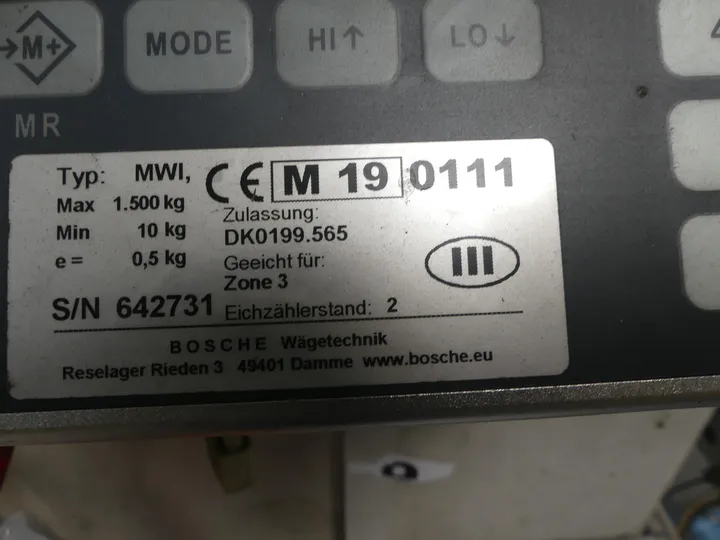 M+ MODE HI↑ LO↓
MR
Typ: MWI, CE M 19 0111
Max 1.500 kg
Min 10 kg
e = 0,5 kg
Zulassung:
DK0199.565
Geeicht für:
Zone 3
III
S/N 642731 Eichzählerstand: 2
BOSCHE Wägetechnik
Reselager Rieden 3 49401 Damme www.bosche.eu